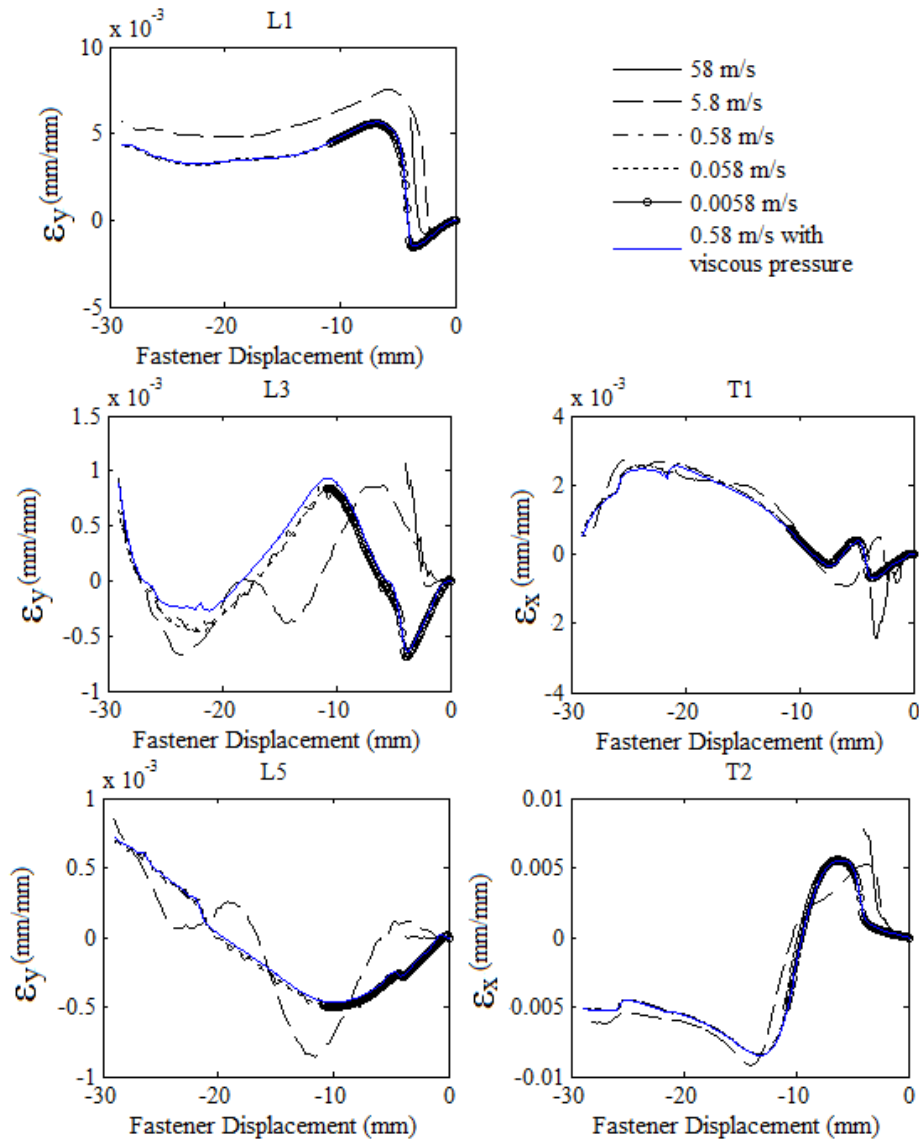 x 10-3
L1
10
5
0
-5
-30
-20
-10
0
εy (mm/mm)
Fastener Displacement (mm)
58 m/s
5.8 m/s
0.58 m/s
0.058 m/s
0.0058 m/s
0.58 m/s with
viscous pressure
x 10-3
L3
1.5
1
0.5
0
-0.5
-1
-30
-20
-10
0
εy (mm/mm)
Fastener Displacement (mm)
x 10-3
T1
4
2
0
-2
-4
-30
-20
-10
0
εx (mm/mm)
Fastener Displacement (mm)
x 10-3
L5
1
0.5
0
-0.5
-1
-30
-20
-10
0
εy (mm/mm)
Fastener Displacement (mm)
T2
0.01
0.005
0
-0.005
-0.01
-30
-20
-10
0
εx (mm/mm)
Fastener Displacement (mm)